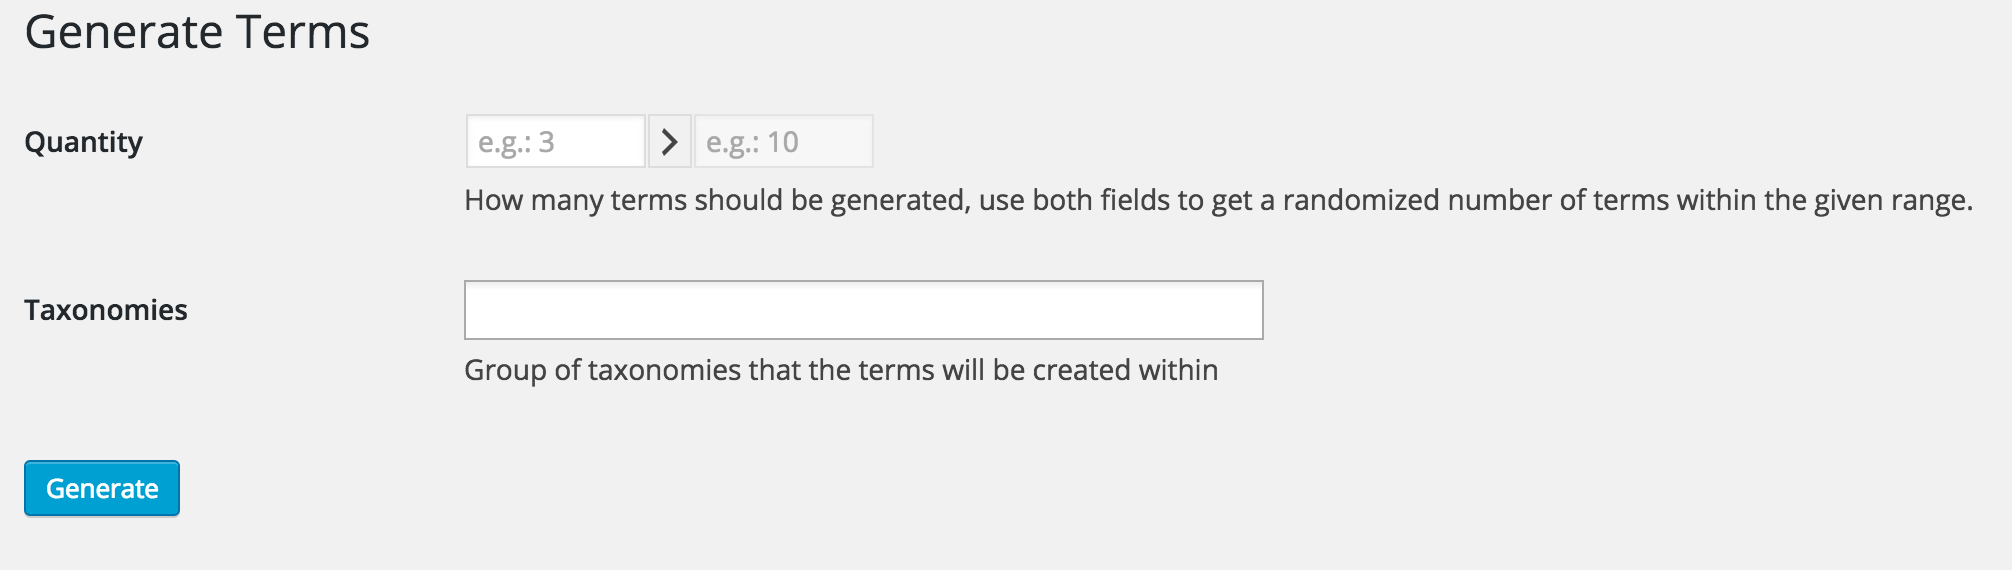 Generate Terms
Quantity
e.g.: 3 e.g.: 10
How many terms should be generated, use both fields to get a randomized number of terms within the given range.
Taxonomies
Group of taxonomies that the terms will be created within
Generate